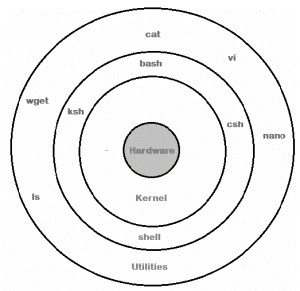 cat
vi
bash
wget
ksh
csh
nano
Hardware
ls
Kernel
shell
Utilities